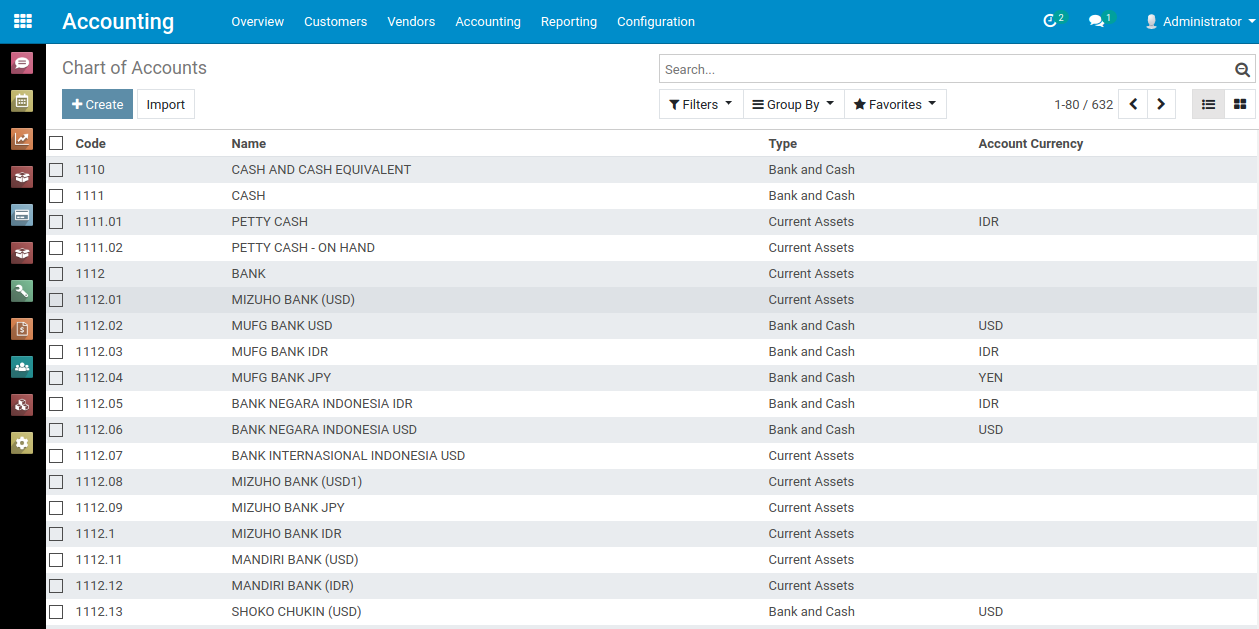 Accounting Overview Customers Vendors Accounting Reporting Configuration 2 1 Administrator
Chart of Accounts Search...
Create Import Filters Group By Favorites 1-80 / 632
Code Name Type Account Currency
1110 CASH AND CASH EQUIVALENT Bank and Cash
1111 CASH Bank and Cash
1111.01 PETTY CASH Current Assets IDR
1111.02 PETTY CASH - ON HAND Current Assets
1112 BANK Current Assets
1112.01 MIZUHO BANK (USD) Current Assets
1112.02 MUFG BANK USD Bank and Cash USD
1112.03 MUFG BANK IDR Bank and Cash IDR
1112.04 MUFG BANK JPY Bank and Cash YEN
1112.05 BANK NEGARA INDONESIA IDR Bank and Cash IDR
1112.06 BANK NEGARA INDONESIA USD Bank and Cash USD
1112.07 BANK INTERNASIONAL INDONESIA USD Current Assets
1112.08 MIZUHO BANK (USD1) Current Assets
1112.09 MIZUHO BANK JPY Current Assets
1112.1 MIZUHO BANK IDR Current Assets
1112.11 MANDIRI BANK (USD) Current Assets
1112.12 MANDIRI BANK (IDR) Current Assets
1112.13 SHOKO CHUKIN (USD) Bank and Cash USD